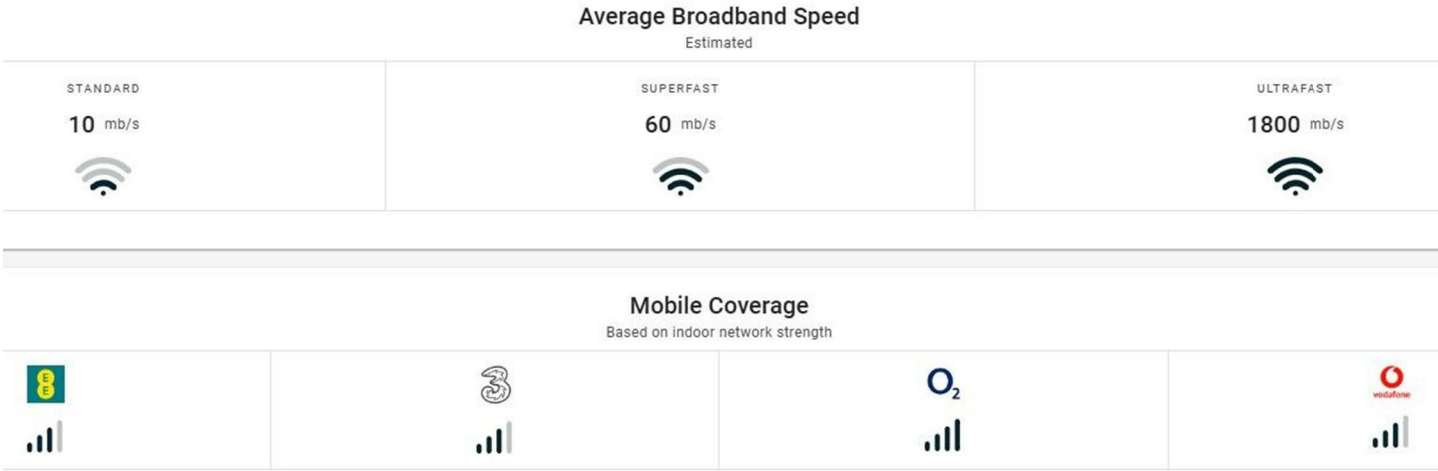 Average Broadband Speed
Estimated
STANDARD
SUPERFAST
ULTRAFAST
10 mb/s
60 mb/s
1800 mb/s
Mobile Coverage
Based on indoor network strength
EE
3
O2
vodafone